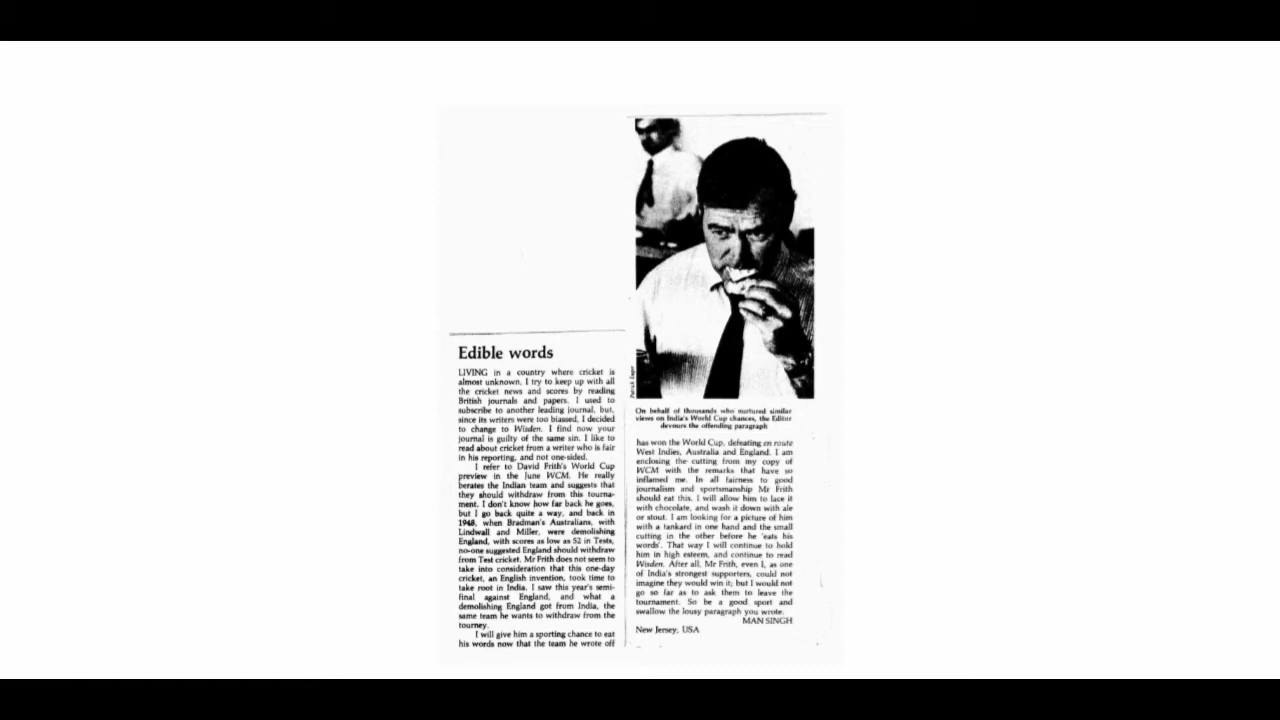 Edible words
LIVING in a country where cricket is
almost unknown, I try to keep up with all
the cricket news and scores by reading
British journals and papers. I used to
subscribe to another leading journal, but,
since its writers were too biassed, I decided
to change to Wisden. I find now your
journal is guilty of the same sin. I like to
read about cricket from a writer who is fair
in his reporting, and not one-sided.
I refer to David Frith's World Cup
preview in the June WCM. He really
berates the Indian team and suggests that
they should withdraw from this tourna-
ment. I don't know how far back he goes,
but I go back quite a way, and back in
1948, when Bradman's Australians, with
Lindwall and Miller, were demolishing
England, with scores as low as 52 in Tests,
no-one suggested England should withdraw
from Test cricket. Mr Frith does not seem to
take into consideration that this one-day
cricket, an English invention, took time to
take root in India. I saw this year's semi-
final against England, and what a
demolishing England got from India, the
same team he wants to withdraw from the
tourney.
I will give him a sporting chance to eat
his words now that the team he wrote off
Patrick Eagar
On behalf of thousands who nurtured similar
views on India's World Cup chances, the Editor
devours the offending paragraph
has won the World Cup, defeating en route
West Indies, Australia and England. I am
enclosing the cutting from my copy of
WCM with the remarks that have so
inflamed me. In all fairness to good
journalism and sportsmanship Mr Frith
should eat this. I will allow him to lace it
with chocolate, and wash it down with ale
or stout. I am looking for a picture of him
with a tankard in one hand and the small
cutting in the other before he 'eats his
words'. That way I will continue to hold
him in high esteem, and continue to read
Wisden. After all, Mr Frith, even I, as one
of India's strongest supporters, could not
imagine they would win it; but I would not
go so far as to ask them to leave the
tournament. So be a good sport and
swallow the lousy paragraph you wrote.
MAN SINGH
New Jersey, USA